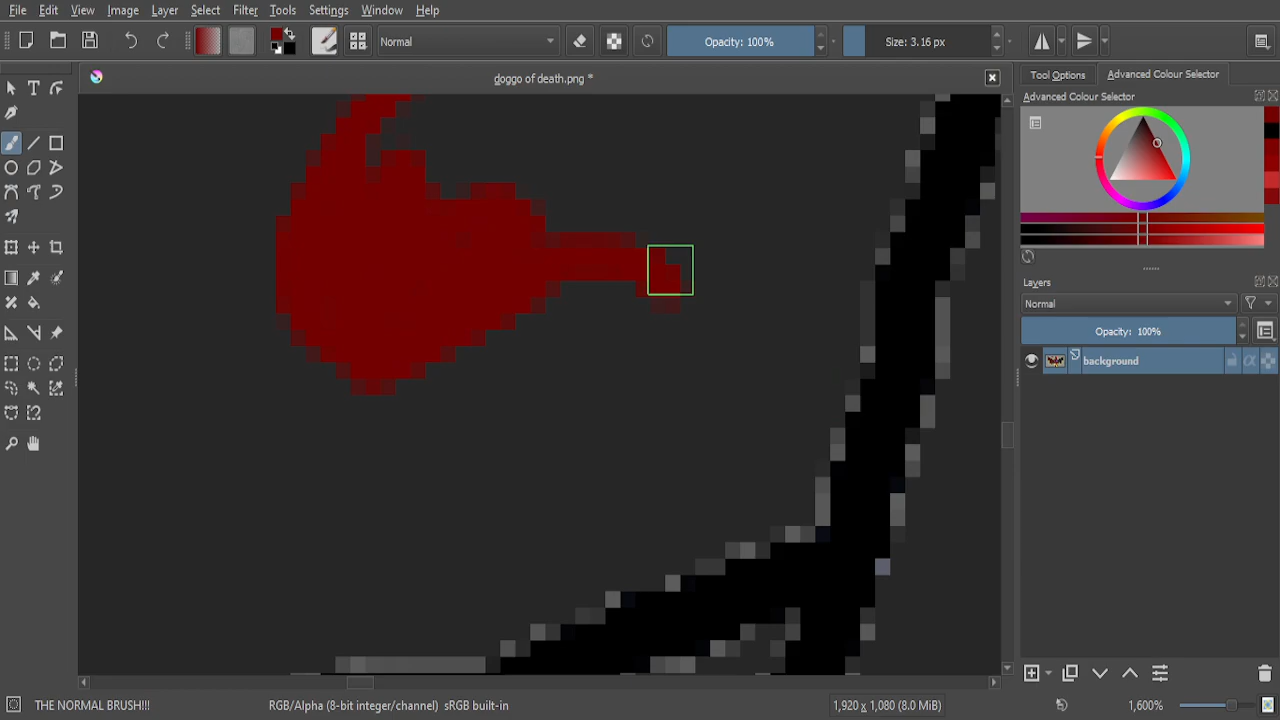 File Edit View Image Layer Select Filter Tools Settings Window Help
Normal Opacity: 100% Size: 3.16 px
doggo of death.png *
Tool Options Advanced Colour Selector
Advanced Colour Selector
Layers
Normal
Opacity: 100%
background
THE NORMAL BRUSH!!! RGB/Alpha (8-bit integer/channel) sRGB built-in 1,920 x 1,080 (8.0 MiB) 1,600%